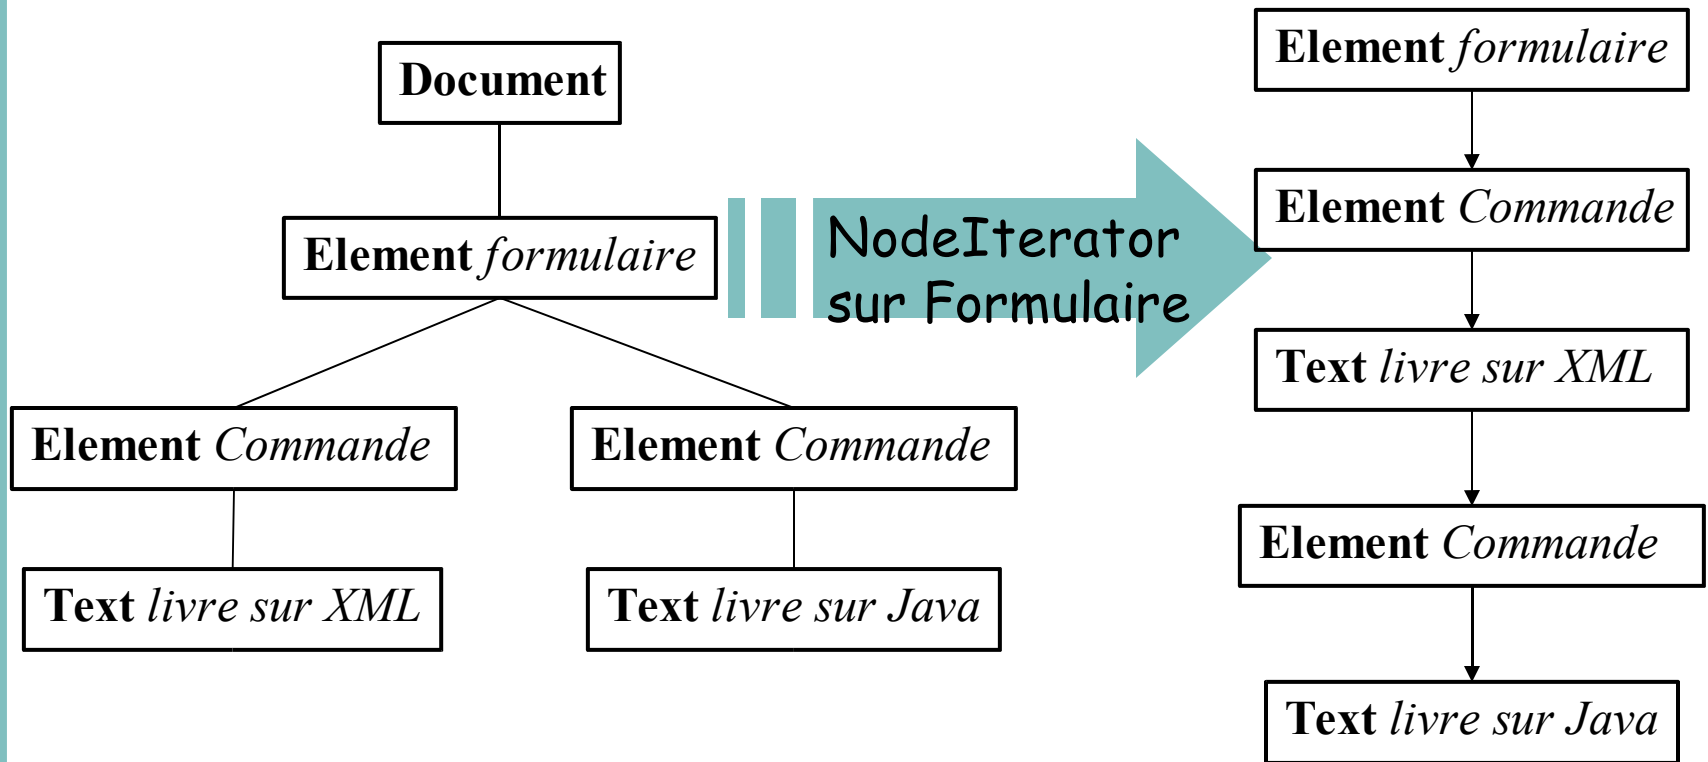 Document
Element formulaire
Element Commande
Element Commande
Text livre sur XML
Text livre sur Java
NodeIterator
sur Formulaire
Element formulaire
Element Commande
Text livre sur XML
Element Commande
Text livre sur Java